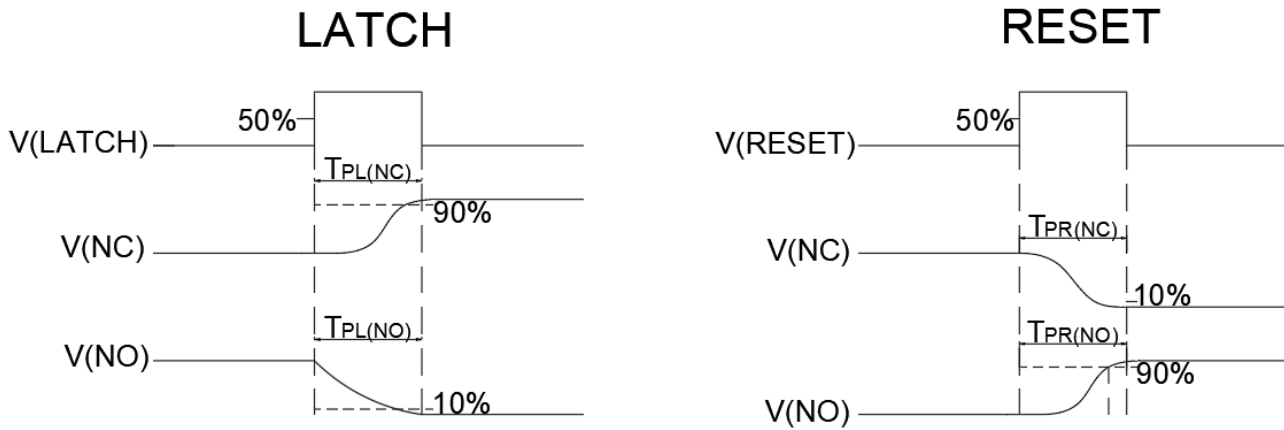 LATCH
50%
V(LATCH)
TPL(NC)
90%
V(NC)
TPL(NO)
V(NO)
10%
RESET
50%
V(RESET)
TPR(NC)
V(NC)
10%
TPR(NO)
90%
V(NO)